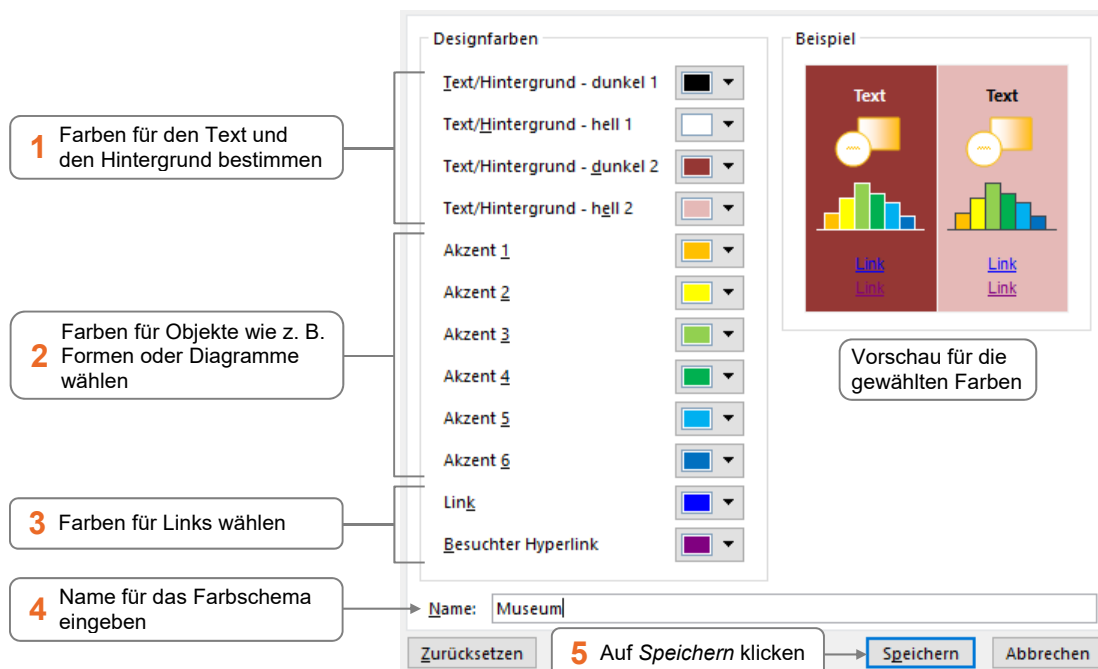 Designfarben
Text/Hintergrund - dunkel 1
Text/Hintergrund - hell 1
Text/Hintergrund - dunkel 2
Text/Hintergrund - hell 2
Akzent 1
Akzent 2
Akzent 3
Akzent 4
Akzent 5
Akzent 6
Link
Besuchter Hyperlink
Beispiel
Text
Link
Link
Text
Link
Link
Vorschau für die
gewählten Farben
1 Farben für den Text und
den Hintergrund bestimmen
2 Farben für Objekte wie z. B.
Formen oder Diagramme
wählen
3 Farben für Links wählen
4 Name für das Farbschema
eingeben
Name: Museum
Zurücksetzen
5 Auf Speichern klicken
Speichern
Abbrechen